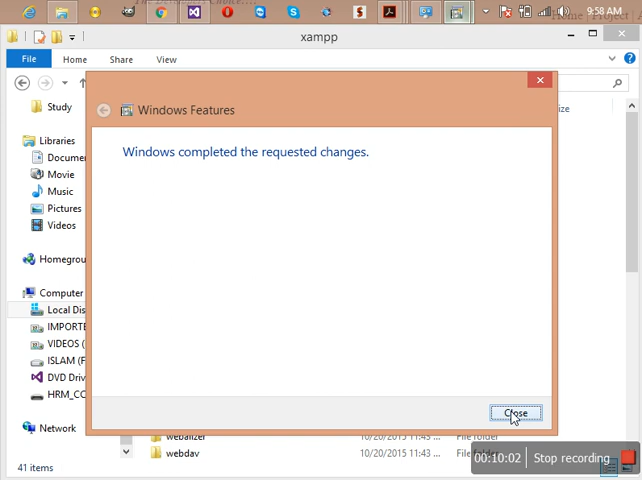 9:58 AM
xampp
File
Home
Share
View
ize
Study
Windows Features
Windows completed the requested changes.
Libraries
Docume
Movie
Music
Pictures
Videos
Homegrou
Computer
Local Dis
IMPORTE
VIDEOS (
ISLAM (F
DVD Driv
HRM_CC
Close
Network
webalizer
10/20/2015 11:43 ...
File folder
webdav
10/20/2015 11:43 ...
File folder
41 items
00:10:02
Stop recording